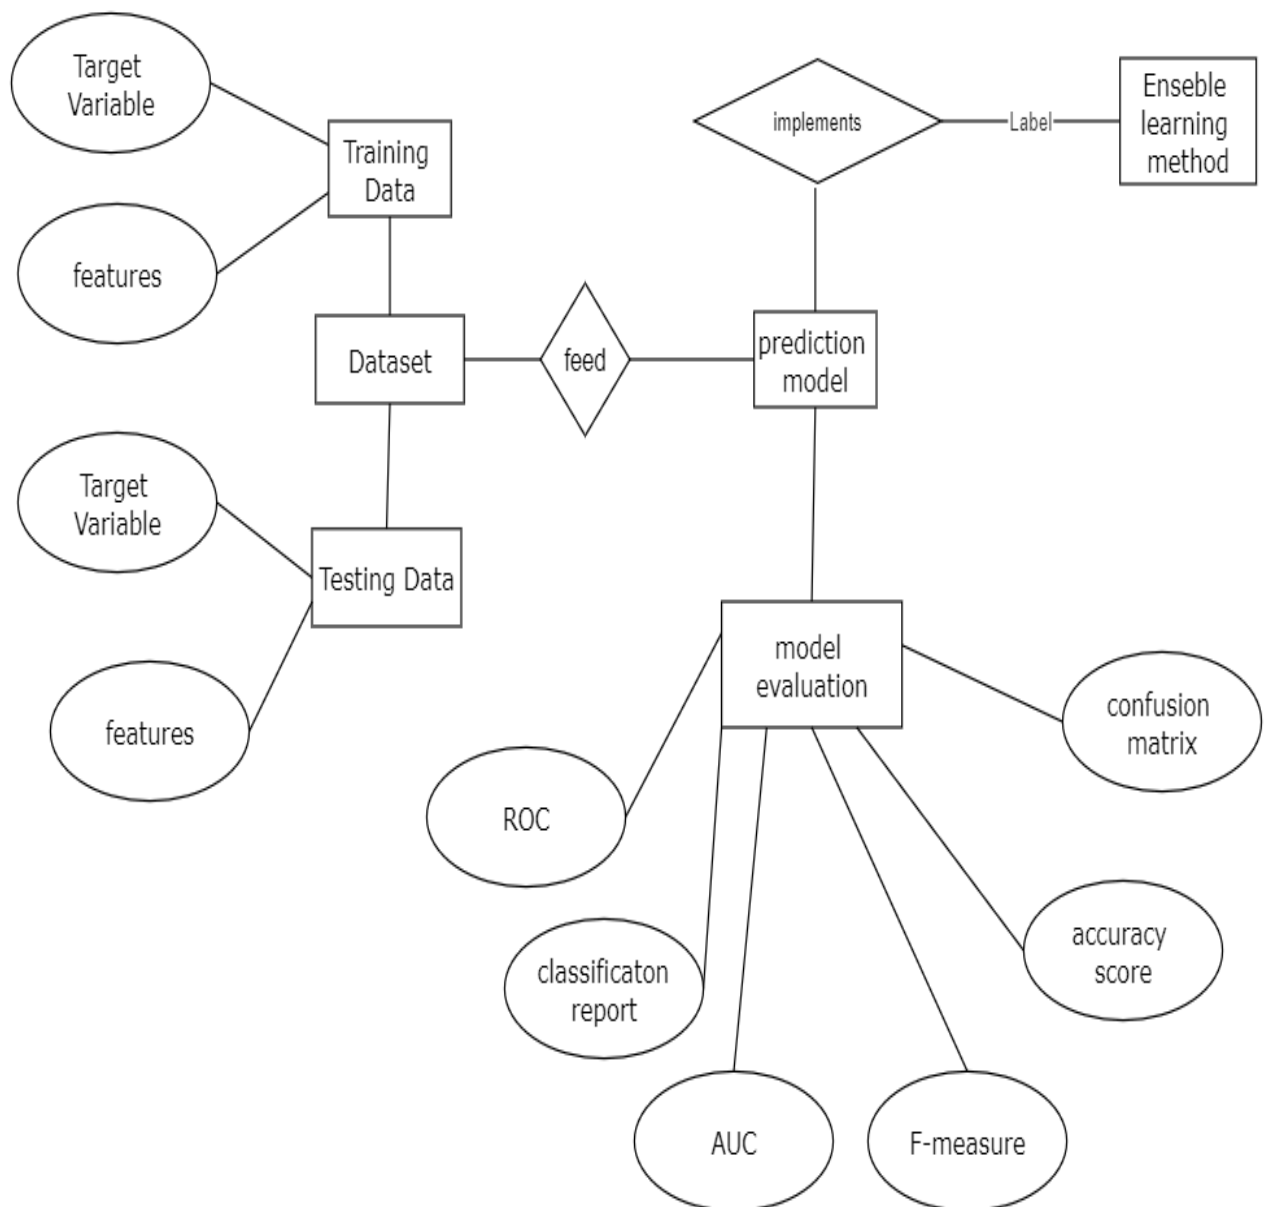 Target
Variable
Training
Data
features
implements
Label
Enseble
learning
method
Dataset
feed
prediction
model
Target
Variable
Testing Data
features
model
evaluation
confusion
matrix
ROC
accuracy
score
classificaton
report
AUC
F-measure